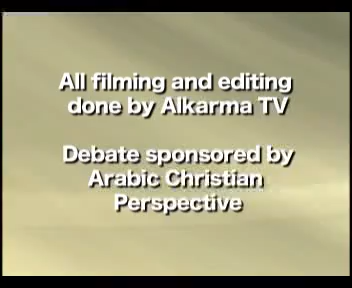 All filming and editing
done by Alkarma TV
Debate sponsored by
Arabic Christian
Perspective